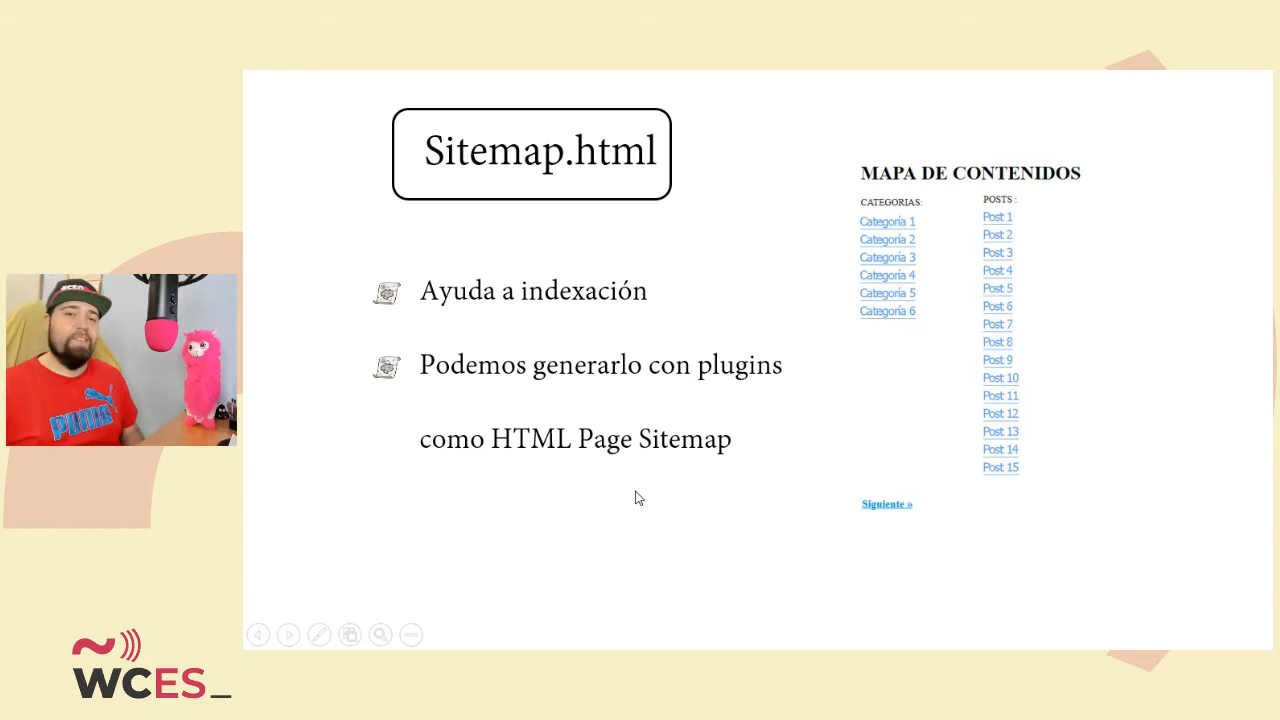 Sitemap.html
Ayuda a indexación
Podemos generarlo con plugins
como HTML Page Sitemap
MAPA DE CONTENIDOS
CATEGORIAS:
Categoría 1
Categoría 2
Categoría 3
Categoría 4
Categoría 5
Categoría 6
POSTS :
Post 1
Post 2
Post 3
Post 4
Post 5
Post 6
Post 7
Post 8
Post 9
Post 10
Post 11
Post 12
Post 13
Post 14
Post 15
Siguiente »
PUMA
WCES_